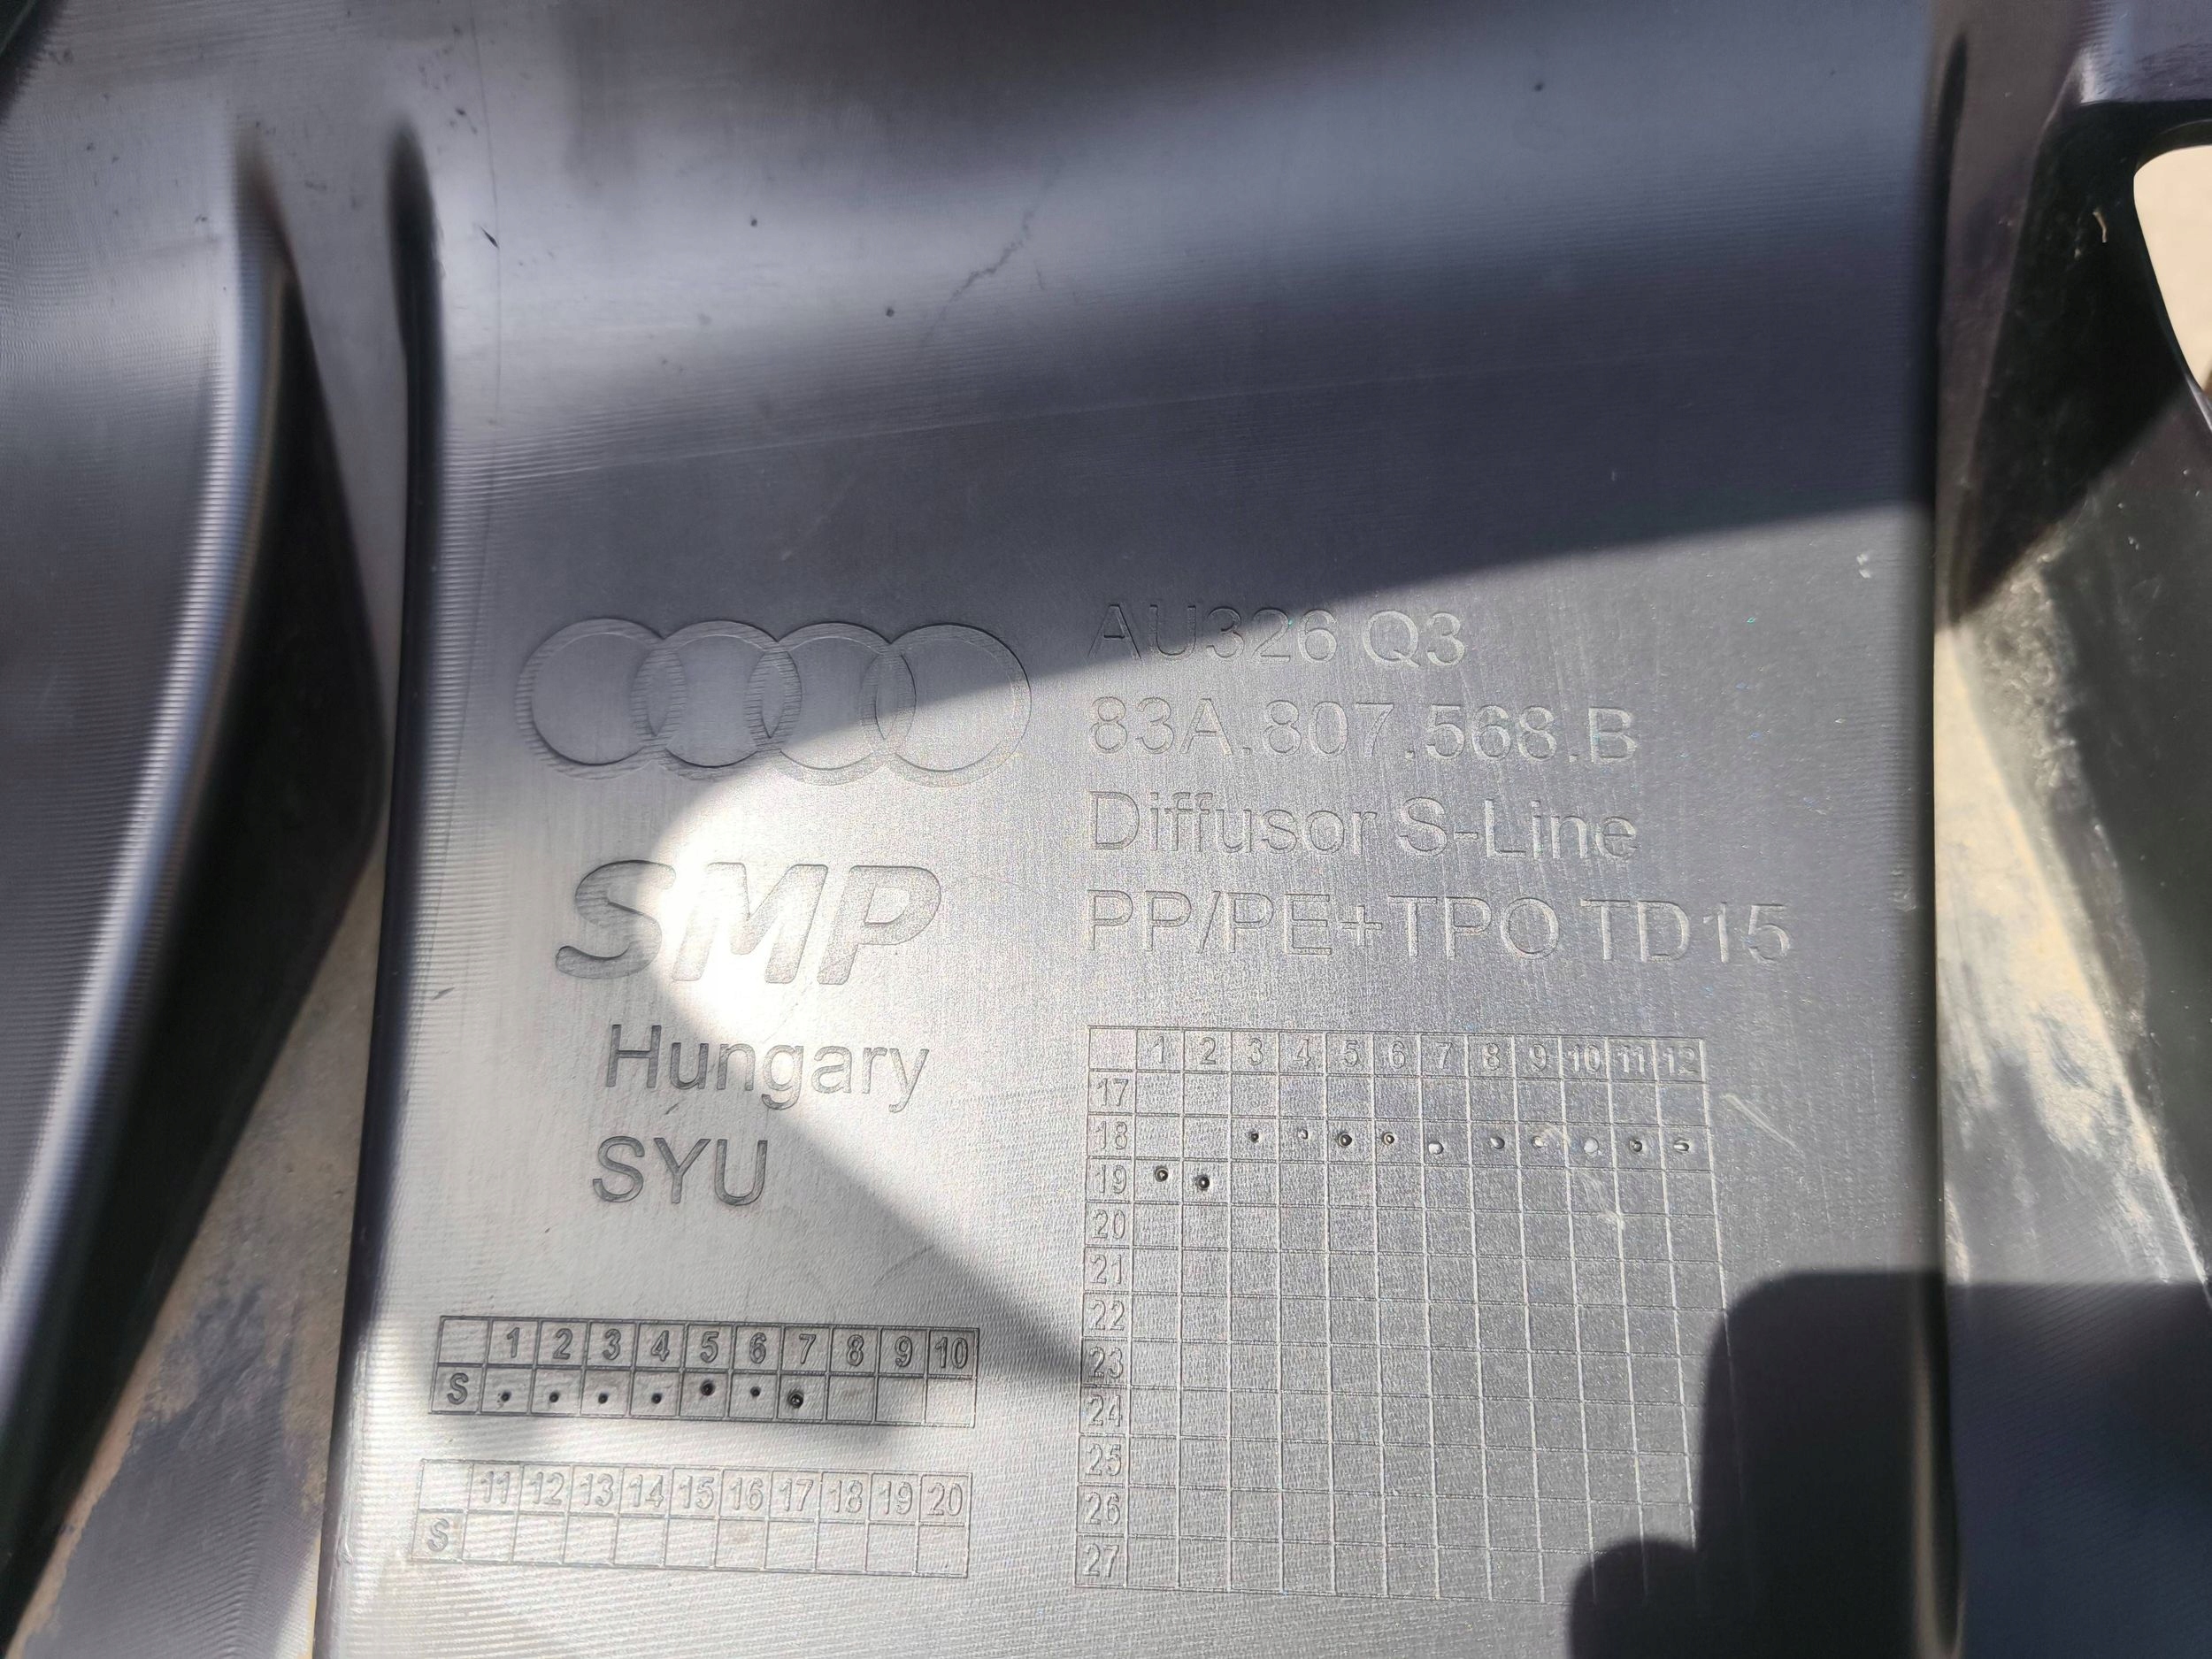 AU326 Q3
83A.807.568.B
Diffusor S-Line
PP/PE+TPO TD15
SMP
Hungary
SYU
1 2 3 4 5 6 7 8 9 10 11 12
17
18
19
20
21
22
23
24
25
26
27
1 2 3 4 5 6 7 8 9 10
S
11 12 13 14 15 16 17 18 19 20
S